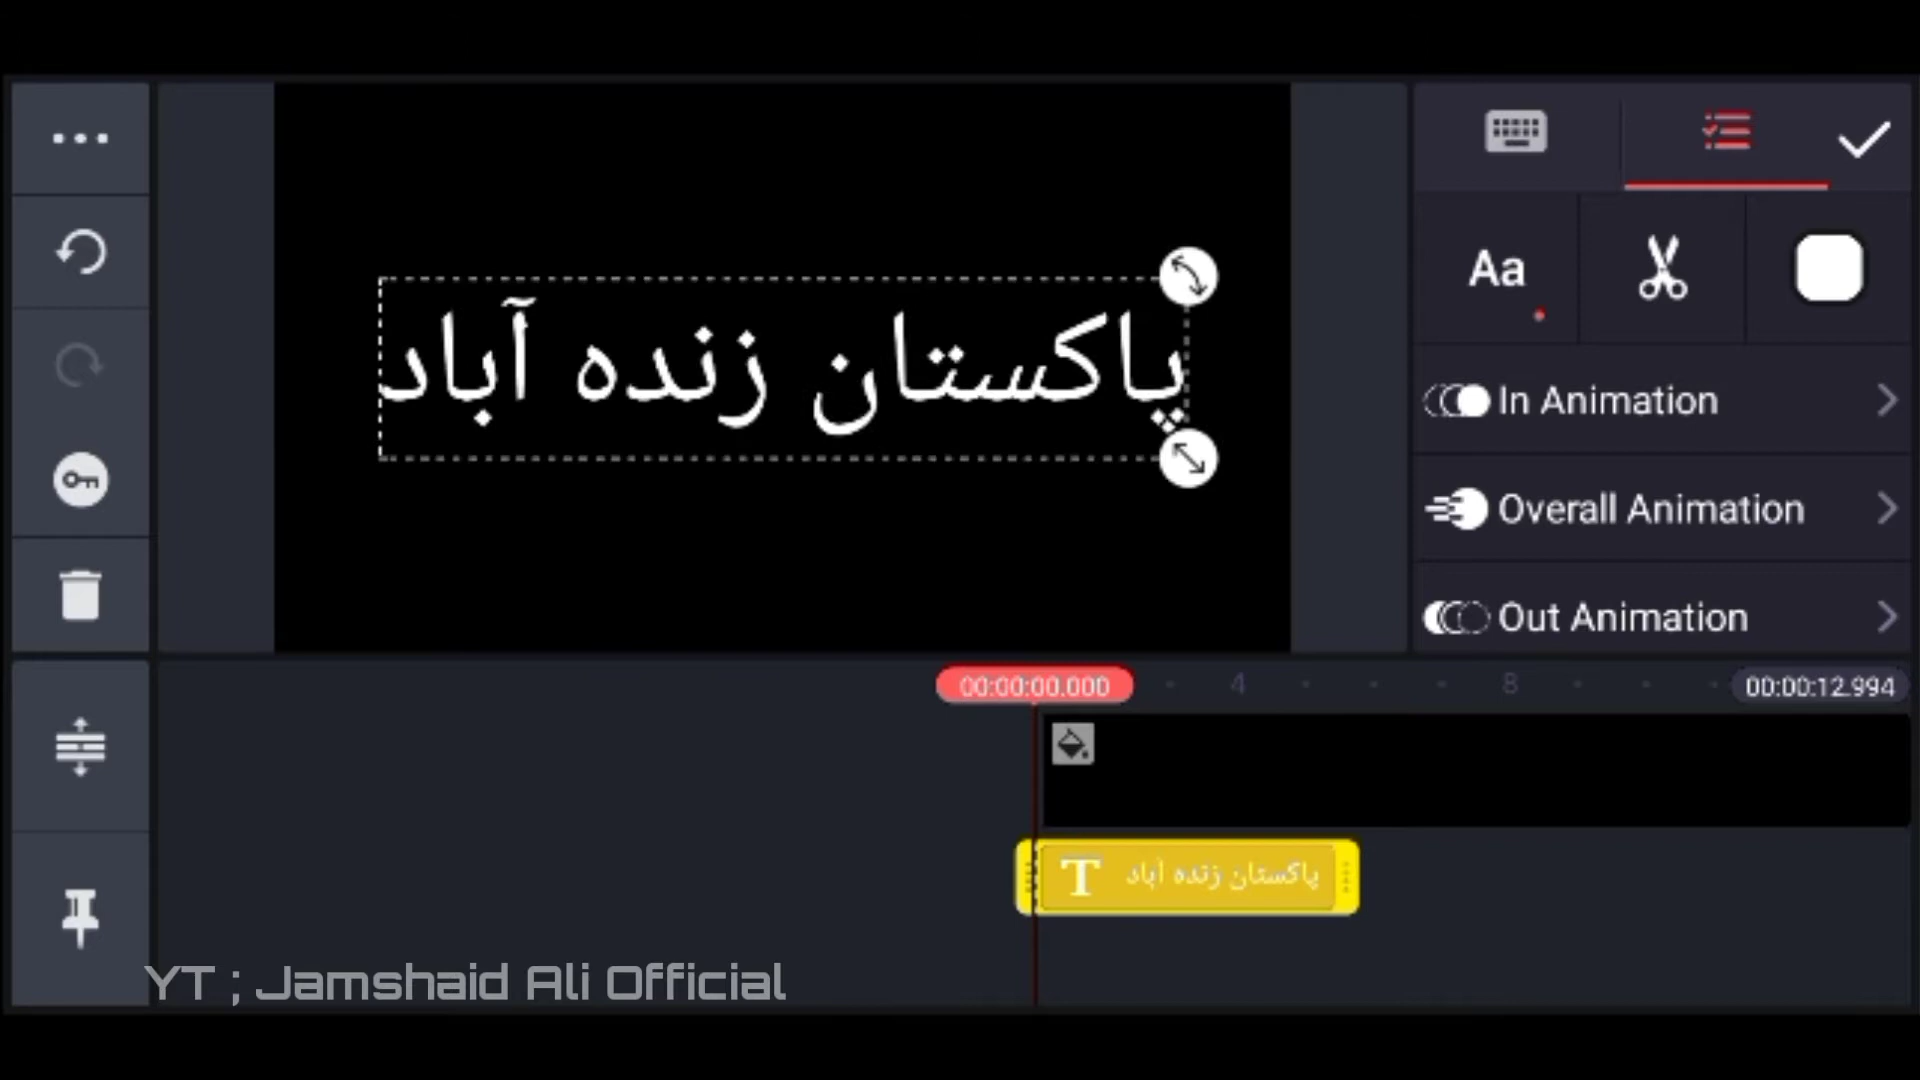 پاکستان زنده آباد
Aa
In Animation
Overall Animation
Out Animation
00:00:00.000
4
8
00:00:12.994
T پاکستان زنده آباد
YT ; Jamshaid Ali Official